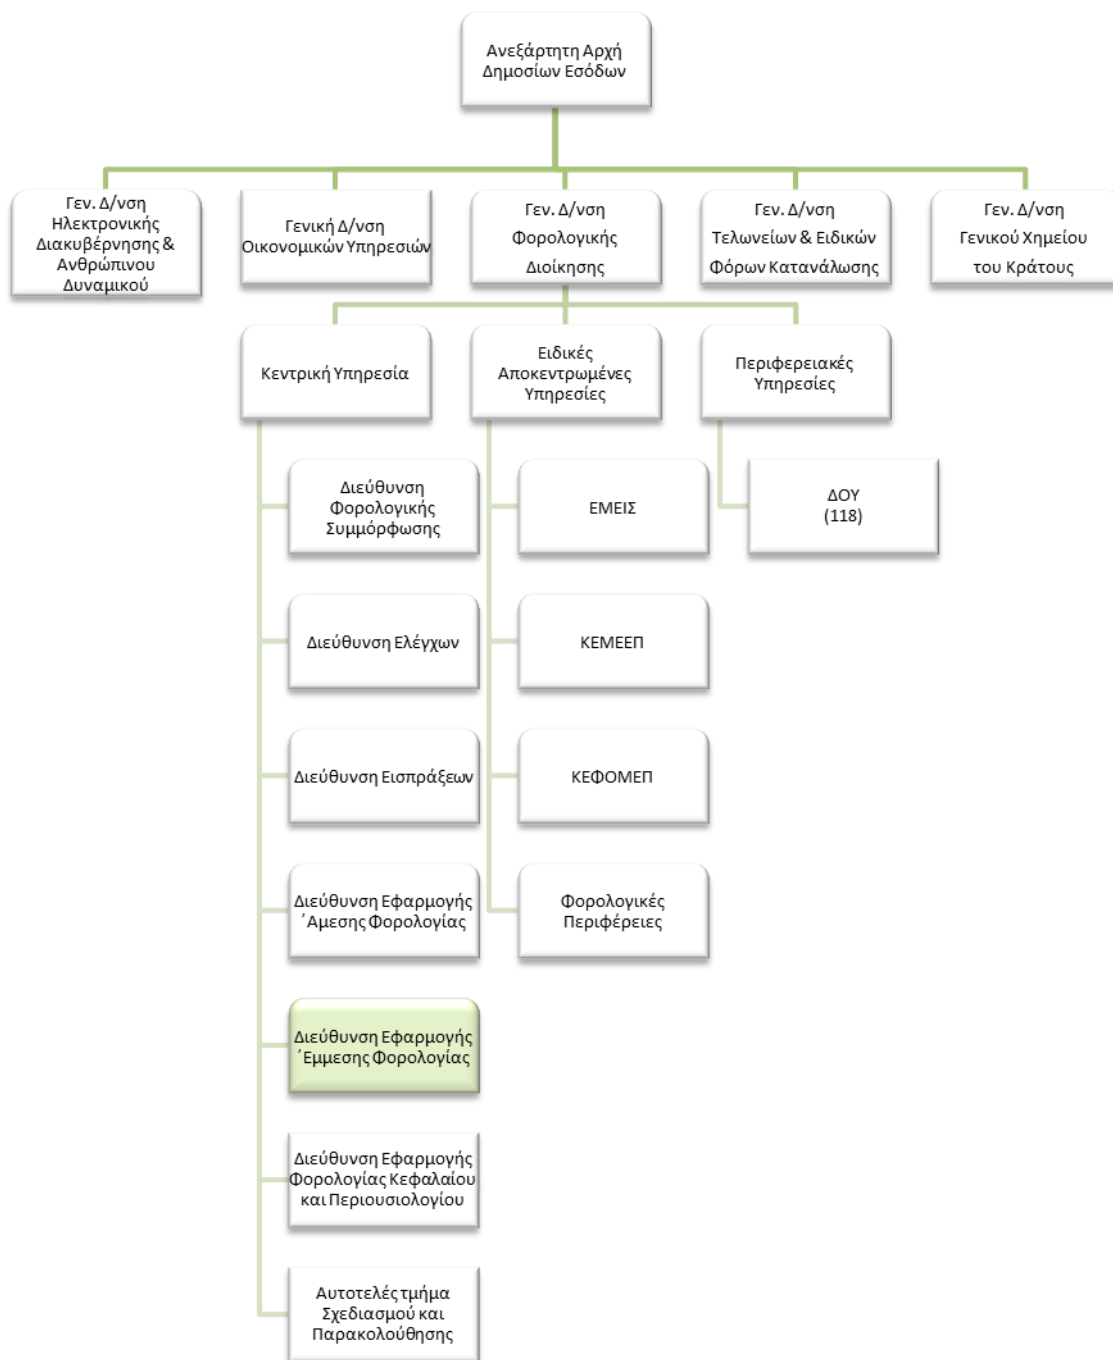 Ανεξάρτητη Αρχή
Δημοσίων Εσόδων
Γεν. Δ/νση
Ηλεκτρονικής
Διακυβέρνησης &
Ανθρώπινου
Δυναμικού
Γενική Δ/νση
Οικονομικών Υπηρεσιών
Γεν. Δ/νση
Φορολογικής
Διοίκησης
Γεν. Δ/νση
Τελωνείων & Ειδικών
Φόρων Κατανάλωσης
Γεν. Δ/νση
Γενικού Χημείου
του Κράτους
Κεντρική Υπηρεσία
Ειδικές
Αποκεντρωμένες
Υπηρεσίες
Περιφερειακές
Υπηρεσίες
Διεύθυνση
Φορολογικής
Συμμόρφωσης
ΕΜΕΙΣ
ΔΟΥ
(118)
Διεύθυνση Ελέγχων
ΚΕΜΕΕΠ
Διεύθυνση Εισπράξεων
ΚΕΦΟΜΕΠ
Διεύθυνση Εφαρμογής
΄Αμεσης Φορολογίας
Φορολογικές
Περιφέρειες
Διεύθυνση Εφαρμογής
΄Εμμεσης Φορολογίας
Διεύθυνση Εφαρμογής
Φορολογίας Κεφαλαίου
και Περιουσιολογίου
Αυτοτελές τμήμα
Σχεδιασμού και
Παρακολούθησης